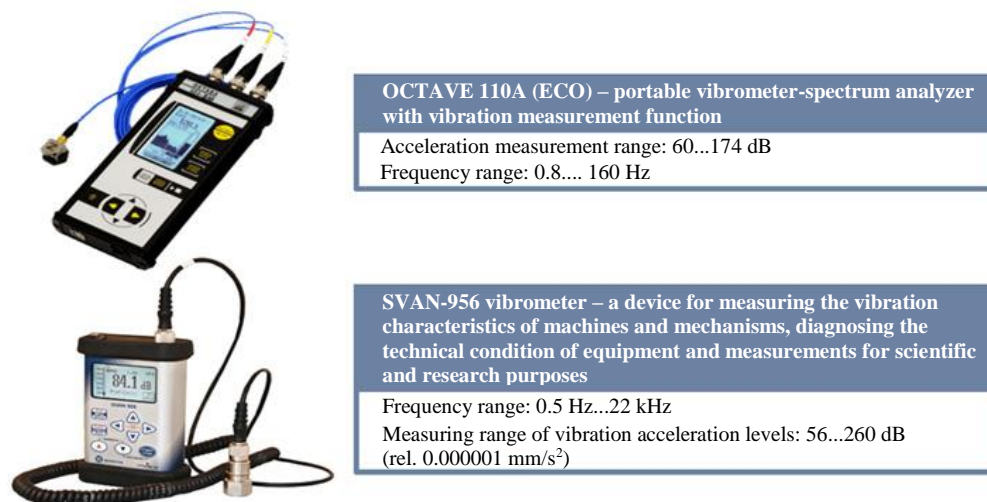 OCTAVE 110A (ECO) – portable vibrometer-spectrum analyzer
with vibration measurement function
Acceleration measurement range: 60...174 dB
Frequency range: 0.8.... 160 Hz
SVAN-956 vibrometer – a device for measuring the vibration
characteristics of machines and mechanisms, diagnosing the
technical condition of equipment and measurements for scientific
and research purposes
Frequency range: 0.5 Hz...22 kHz
Measuring range of vibration acceleration levels: 56...260 dB
(rel. 0.000001 mm/s²)
84.1 dB